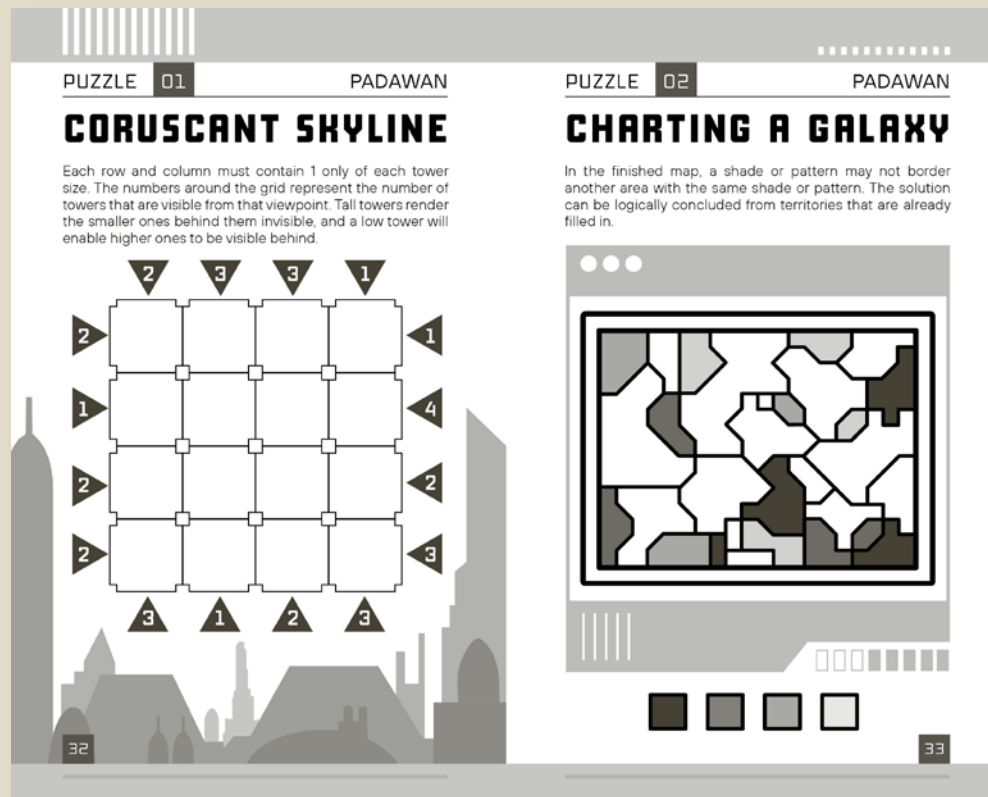 PUZZLE 01 PADAWAN
CORUSCANT SKYLINE
Each row and column must contain 1 only of each tower
size. The numbers around the grid represent the number of
towers that are visible from that viewpoint. Tall towers render
the smaller ones behind them invisible, and a low tower will
enable higher ones to be visible behind.
2 3 3 1
2 1
1 4
2 2
2 3
3 1 2 3
32
PUZZLE 02 PADAWAN
CHARTING A GALAXY
In the finished map, a shade or pattern may not border
another area with the same shade or pattern. The solution
can be logically concluded from territories that are already
filled in.
33